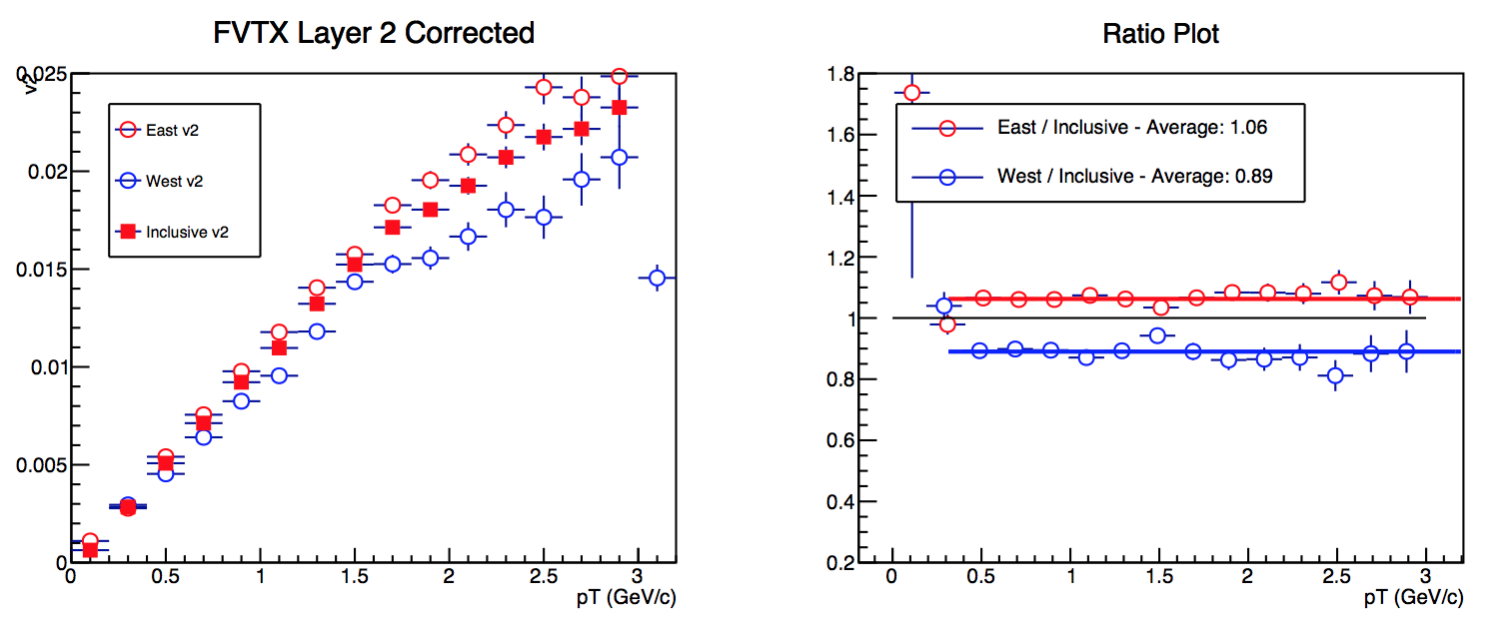 FVTX Layer 2 Corrected
v2
0.025
0.02
0.015
0.01
0.005
0
East v2
West v2
Inclusive v2
0 0.5 1 1.5 2 2.5 3
pT (GeV/c)
Ratio Plot
1.8
1.6
1.4
1.2
1
0.8
0.6
0.4
0.2
East / Inclusive - Average: 1.06
West / Inclusive - Average: 0.89
0 0.5 1 1.5 2 2.5 3
pT (GeV/c)